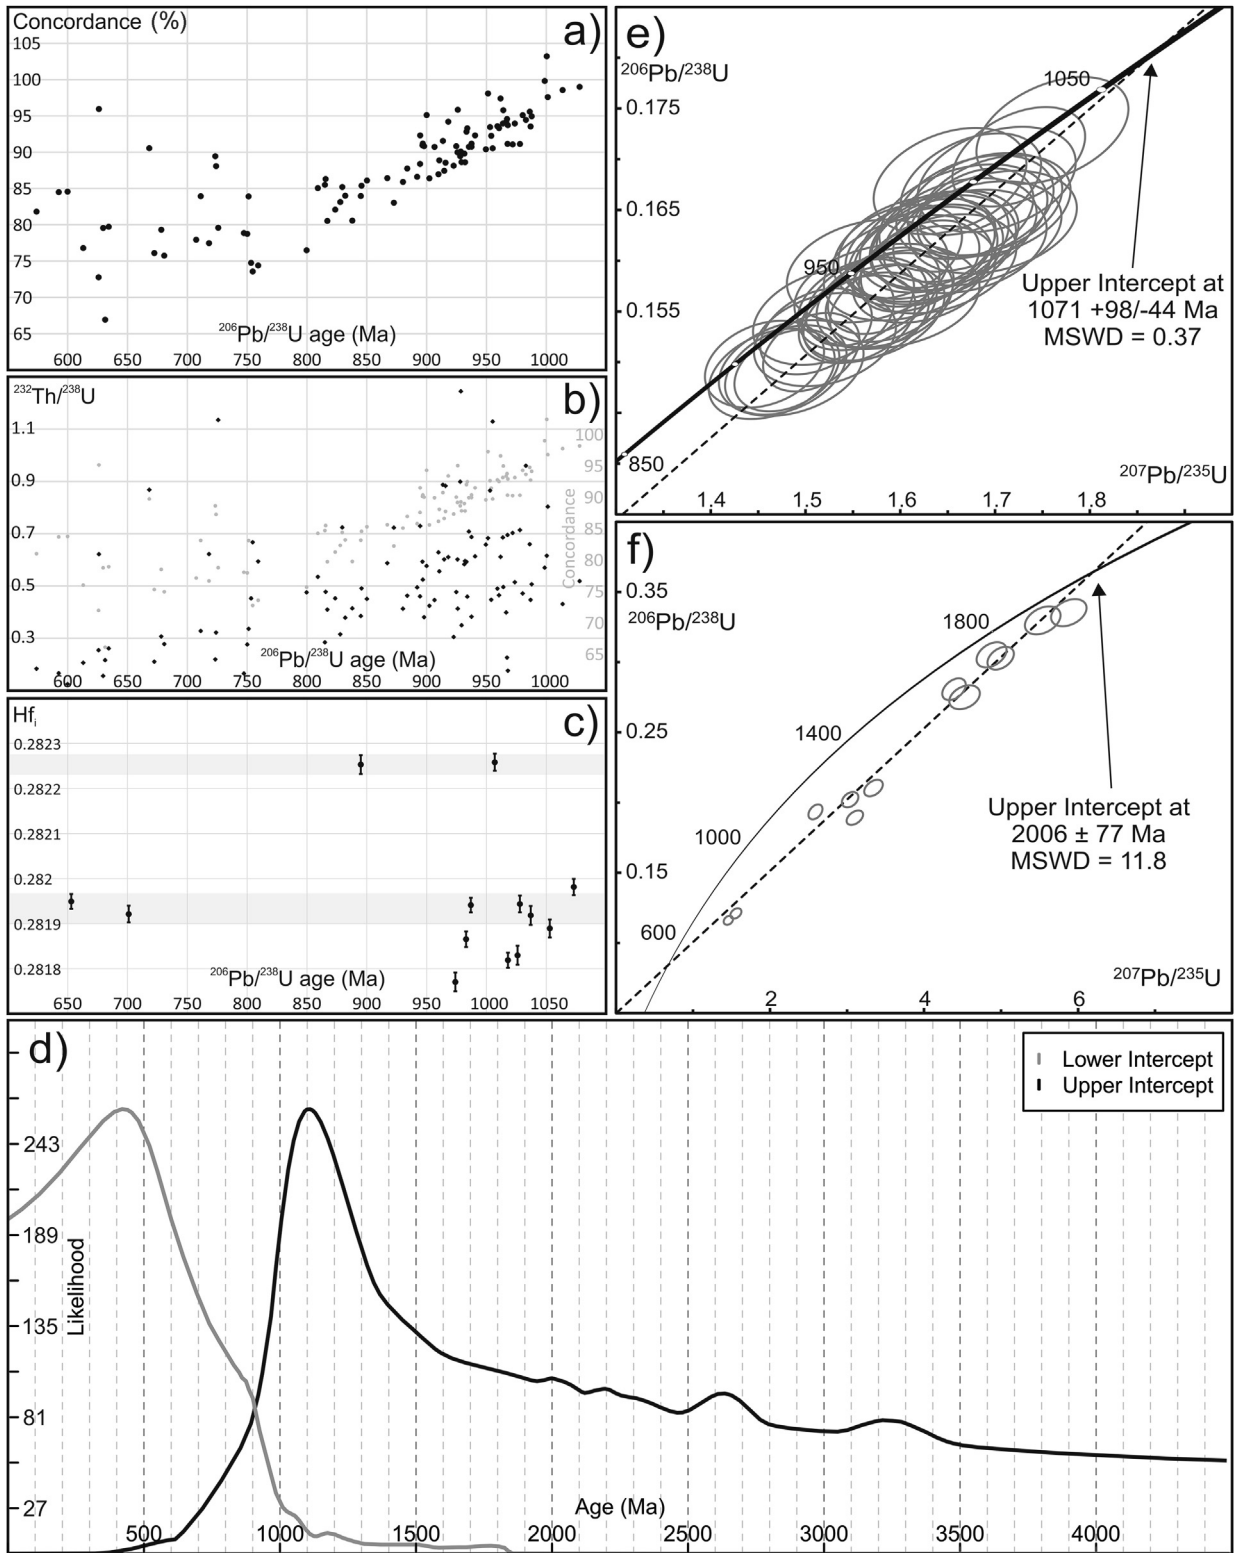 Concordance (%)
a)
105
100
95
90
85
80
75
70
65
206Pb/238U age (Ma)
600 650 700 750 800 850 900 950 1000
232Th/238U
b)
1.1
0.9
0.7
0.5
0.3
100
95
90
85
80
75
70
65
Concordance
206Pb/238U age (Ma)
600 650 700 750 800 850 900 950 1000
Hfi
c)
0.2823
0.2822
0.2821
0.282
0.2819
0.2818
206Pb/238U age (Ma)
650 700 750 800 850 900 950 1000 1050
e)
206Pb/238U
0.175
0.165
0.155
1050
950
850
Upper Intercept at
1071 +98/-44 Ma
MSWD = 0.37
207Pb/235U
1.4 1.5 1.6 1.7 1.8
f)
0.35
206Pb/238U
0.25
0.15
1800
1400
1000
600
Upper Intercept at
2006 ± 77 Ma
MSWD = 11.8
207Pb/235U
2 4 6
d)
Lower Intercept
Upper Intercept
243
189
135
81
27
Likelihood
Age (Ma)
500 1000 1500 2000 2500 3000 3500 4000